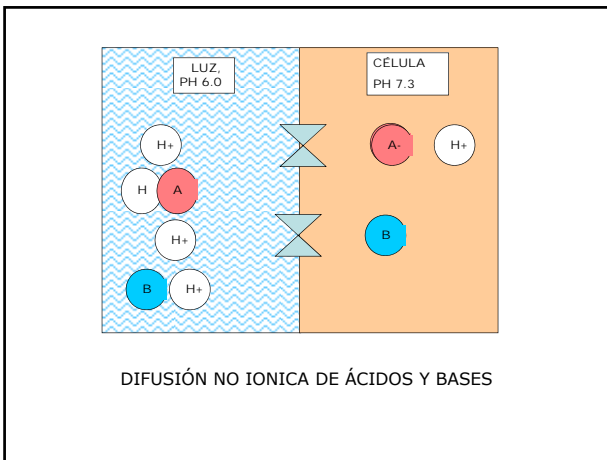 LUZ,
PH 6.0
CÉLULA
PH 7.3
H+
A-
H+
H
A
H+
B
B
H+
DIFUSIÓN NO IONICA DE ÁCIDOS Y BASES